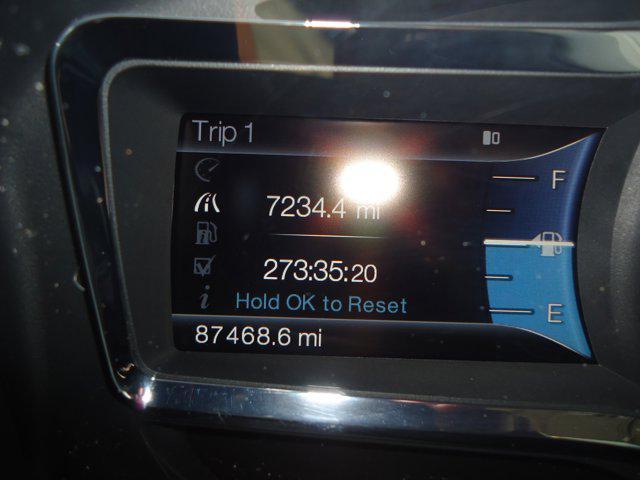 Trip 1
F
7234.4 mi
273:35:20
Hold OK to Reset
E
87468.6 mi